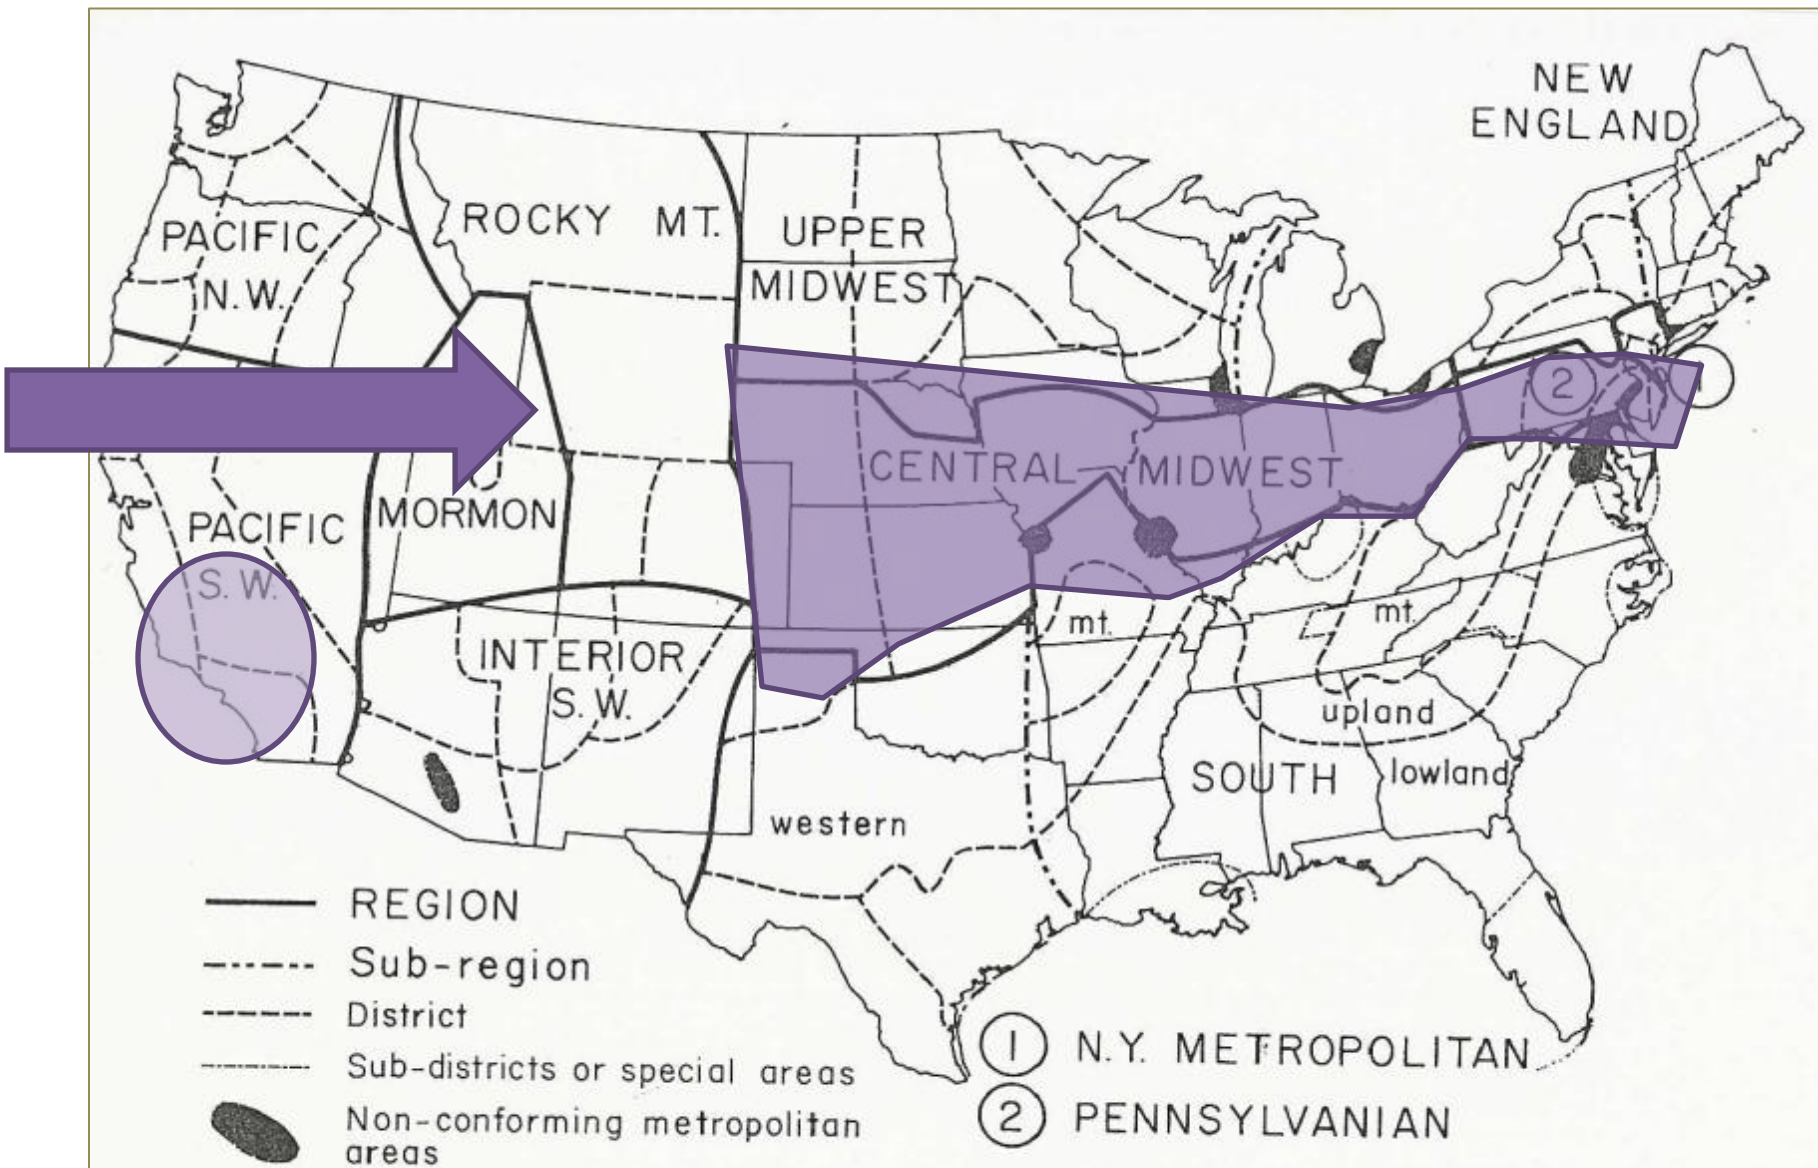 NEW
ENGLAND
ROCKY MT.
UPPER
MIDWEST
PACIFIC
N.W.
2
1
CENTRAL
MIDWEST
MORMON
PACIFIC
S.W.
INTERIOR
S.W.
mt.
mt.
upland
SOUTH
lowland
western
REGION
Sub-region
District
Sub-districts or special areas
Non-conforming metropolitan
areas
1 N.Y. METROPOLITAN
2 PENNSYLVANIAN